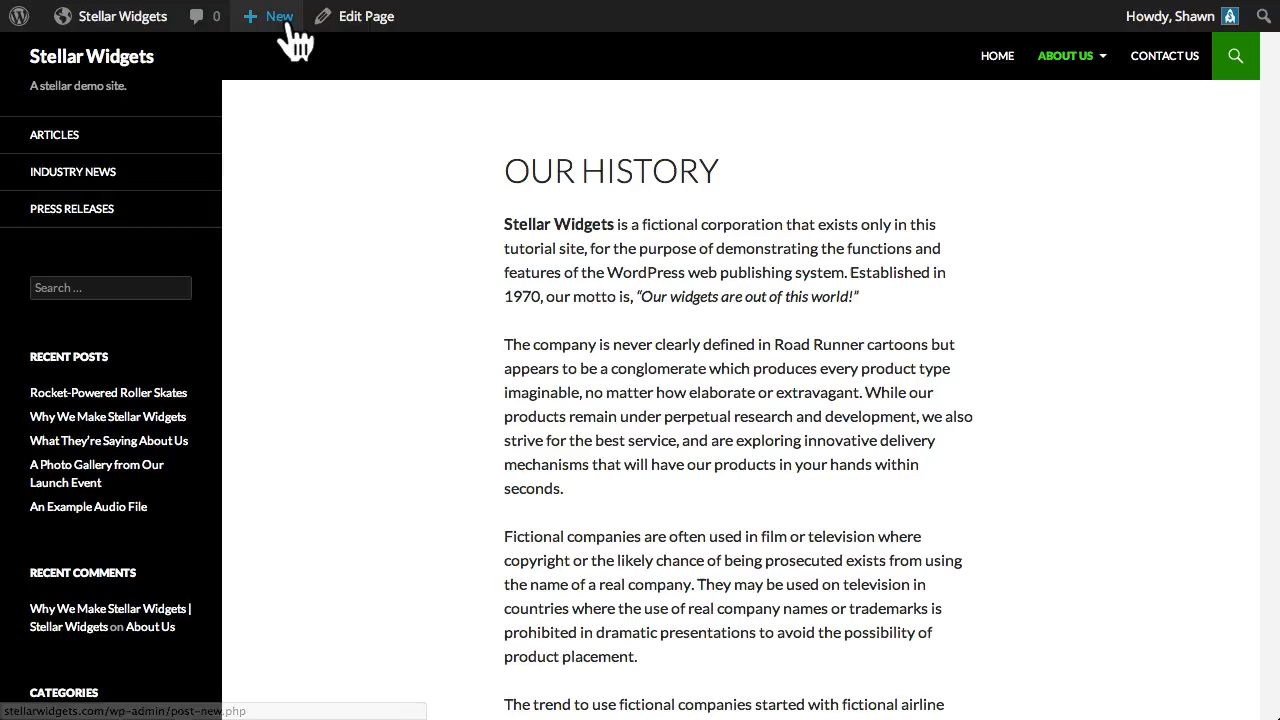 Stellar Widgets 0 New Edit Page Howdy, Shawn
Stellar Widgets
A stellar demo site.
HOME ABOUT US CONTACT US
ARTICLES
INDUSTRY NEWS
PRESS RELEASES
Search ...
RECENT POSTS
Rocket-Powered Roller Skates
Why We Make Stellar Widgets
What They're Saying About Us
A Photo Gallery from Our
Launch Event
An Example Audio File
RECENT COMMENTS
Why We Make Stellar Widgets |
Stellar Widgets on About Us
CATEGORIES
OUR HISTORY
Stellar Widgets is a fictional corporation that exists only in this
tutorial site, for the purpose of demonstrating the functions and
features of the WordPress web publishing system. Established in
1970, our motto is, “Our widgets are out of this world!”
The company is never clearly defined in Road Runner cartoons but
appears to be a conglomerate which produces every product type
imaginable, no matter how elaborate or extravagant. While our
products remain under perpetual research and development, we also
strive for the best service, and are exploring innovative delivery
mechanisms that will have our products in your hands within
seconds.
Fictional companies are often used in film or television where
copyright or the likely chance of being prosecuted exists from using
the name of a real company. They may be used on television in
countries where the use of real company names or trademarks is
prohibited in dramatic presentations to avoid the possibility of
product placement.
The trend to use fictional companies started with fictional airline
stellarwidgets.com/wp-admin/post-new.php